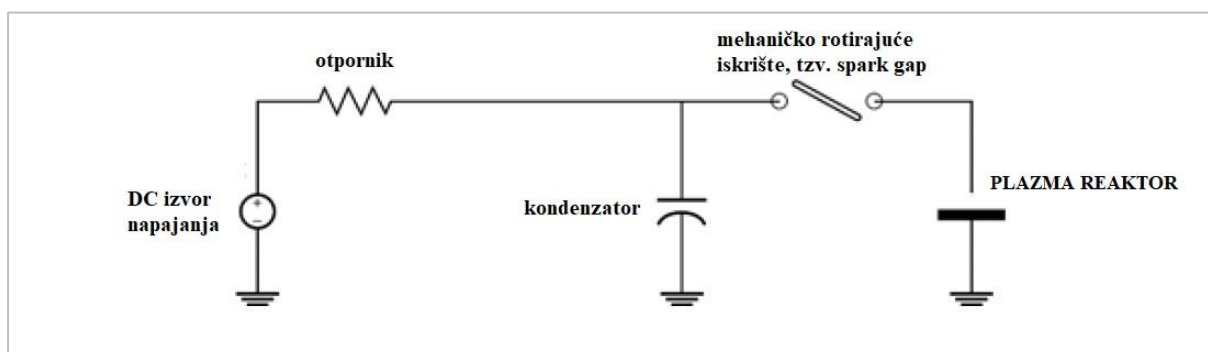 mehaničko rotirajuće
iskrište, tzv. spark gap
otpornik
PLAZMA REAKTOR
DC izvor
napajanja
kondenzator
+
−